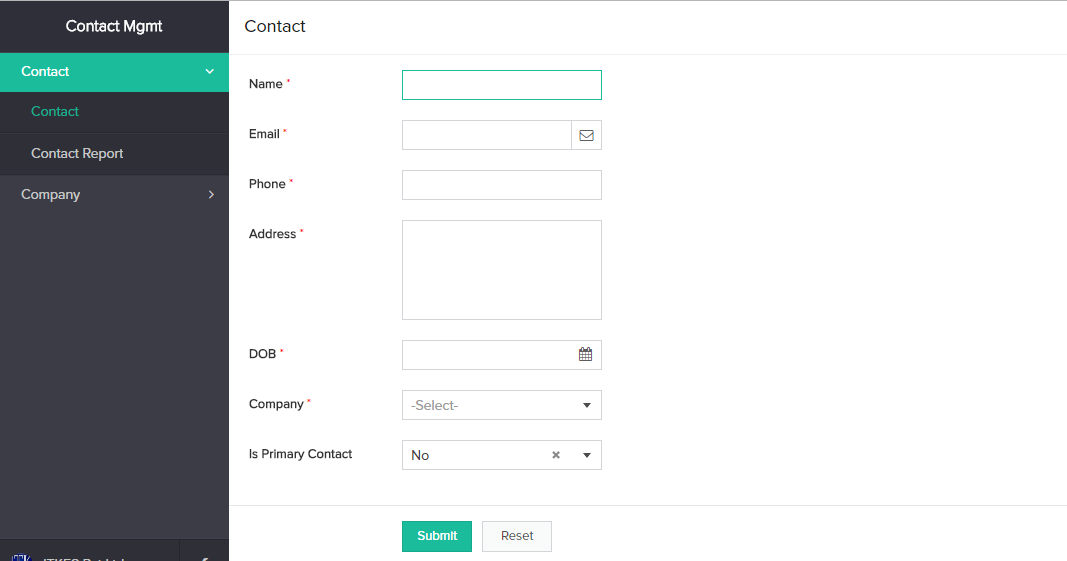 Contact Mgmt
Contact
Contact
Contact
Contact Report
Company
Name *
Email *
Phone *
Address *
DOB *
Company *
-Select-
Is Primary Contact
No
Submit
Reset